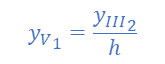 y_{V_1} = \frac{y_{III_2}}{h}